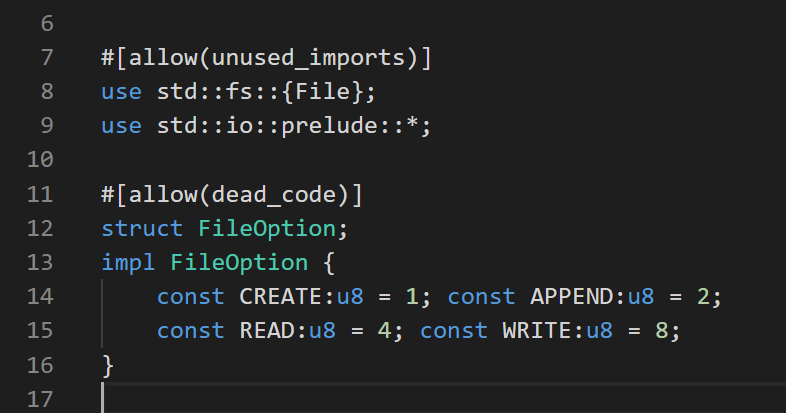 6
7 #[allow(unused_imports)]
8 use std::fs::{File};
9 use std::io::prelude::*;
10
11 #[allow(dead_code)]
12 struct FileOption;
13 impl FileOption {
14     const CREATE:u8 = 1; const APPEND:u8 = 2;
15     const READ:u8 = 4; const WRITE:u8 = 8;
16 }
17